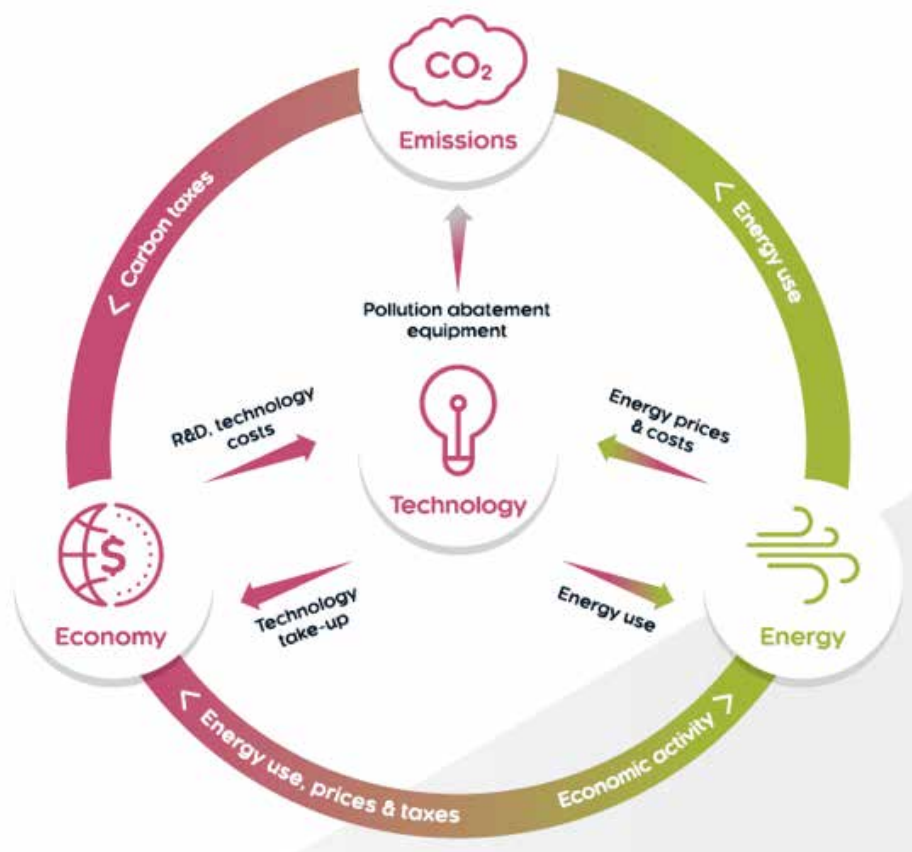 CO₂
Emissions
< Carbon taxes
< Energy use
Pollution abatement
equipment
R&D, technology
costs
Energy prices
& costs
Technology
$
Economy
Technology
take-up
Energy use
Energy
< Energy use, prices & taxes
Economic activity >